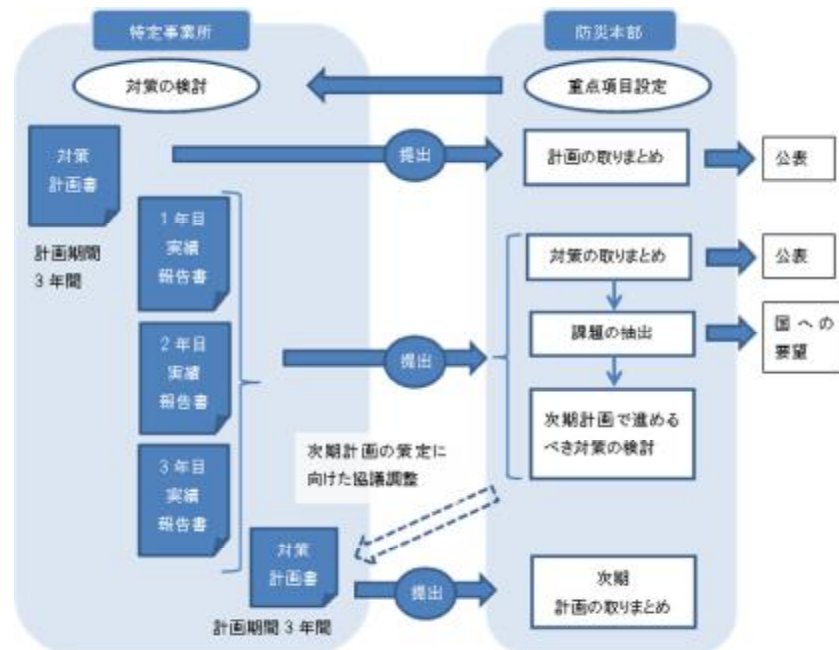 特定事業所
防災本部
対策の検討
重点項目設定
対策
計画書
提出
計画の取りまとめ
公表
計画期間
3年間
1年目
実績
報告書
対策の取りまとめ
公表
2年目
実績
報告書
提出
課題の抽出
国への
要望
次期計画で進める
べき対策の検討
3年目
実績
報告書
次期計画の策定に
向けた協議調整
対策
計画書
提出
次期
計画の取りまとめ
計画期間3年間